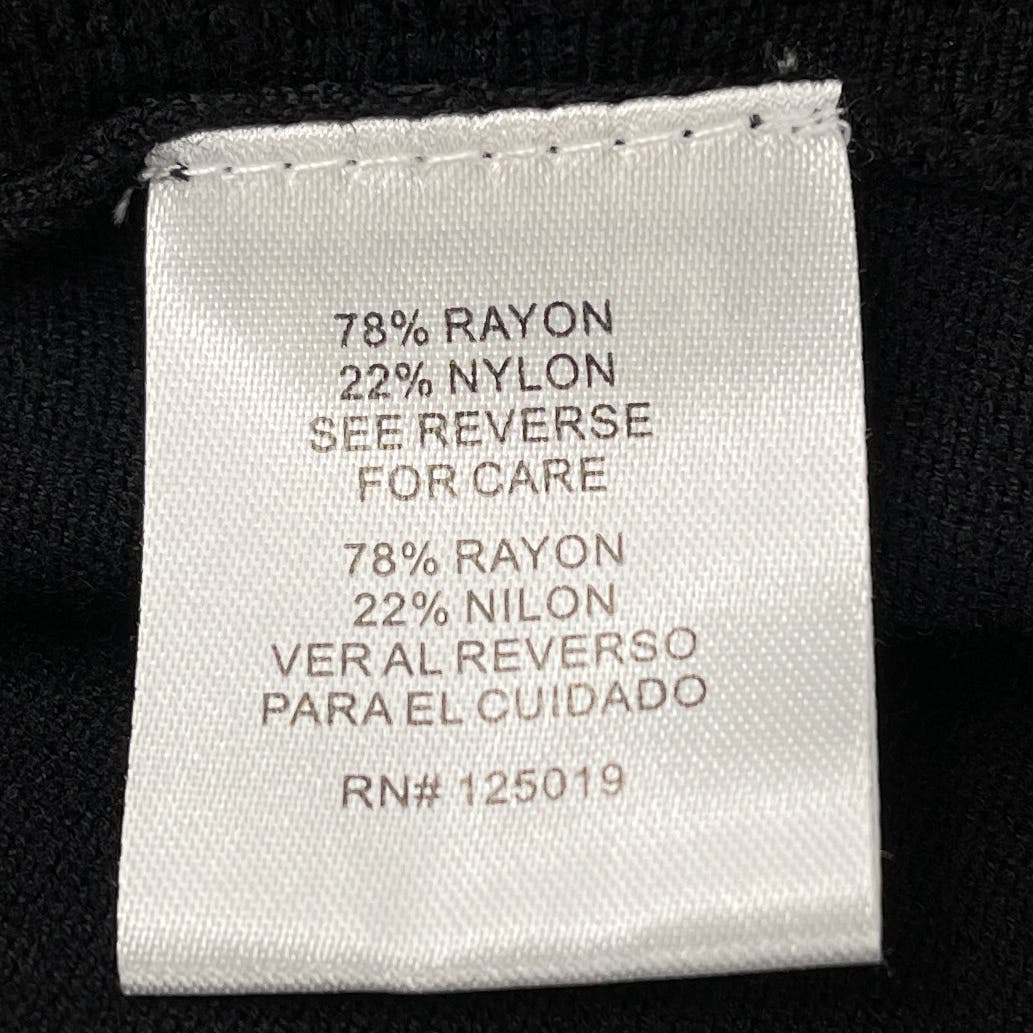 78% RAYON
22% NYLON
SEE REVERSE
FOR CARE
78% RAYON
22% NILON
VER AL REVERSO
PARA EL CUIDADO
RN# 125019